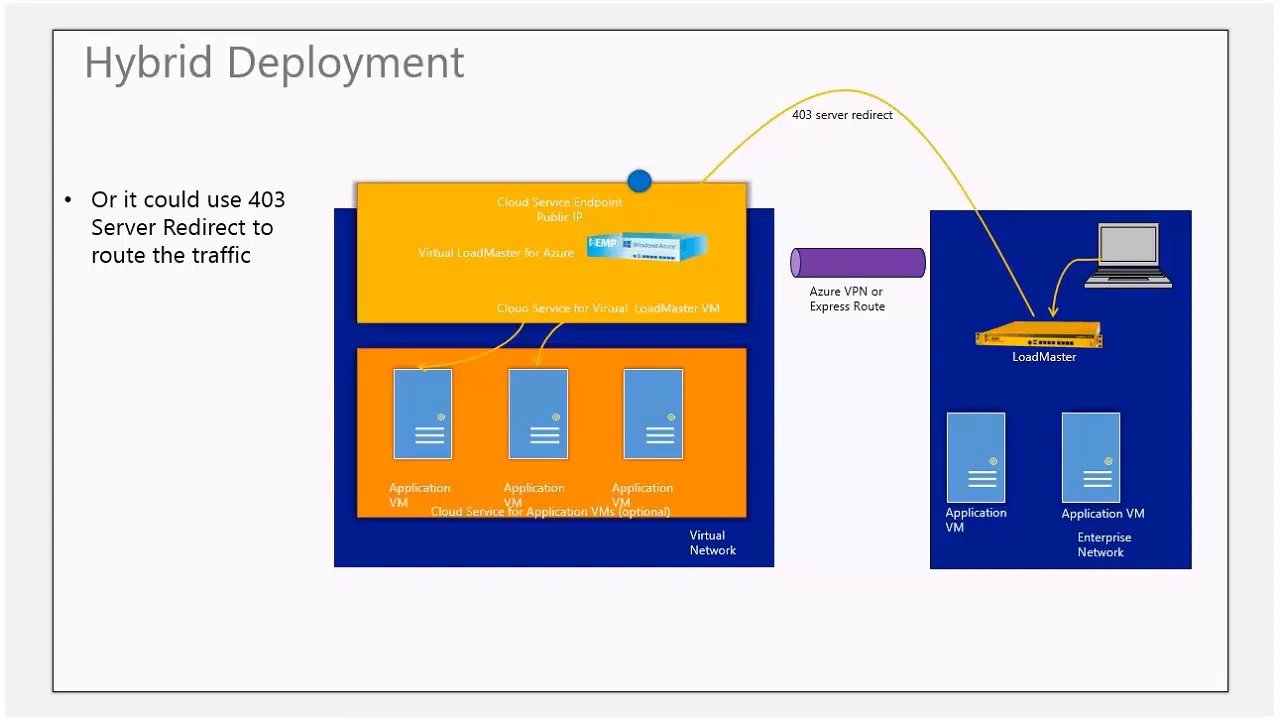 Hybrid Deployment
403 server redirect
• Or it could use 403
Server Redirect to
route the traffic
Cloud Service Endpoint
Public IP
Virtual LoadMaster for Azure
KEMP
Windows Azure
Cloud Service for Virtual LoadMaster VM
Azure VPN or
Express Route
LoadMaster
Application
VM
Application
VM
Application
VM
Cloud Service for Application VMs (optional)
Virtual
Network
Application
VM
Application VM
Enterprise
Network